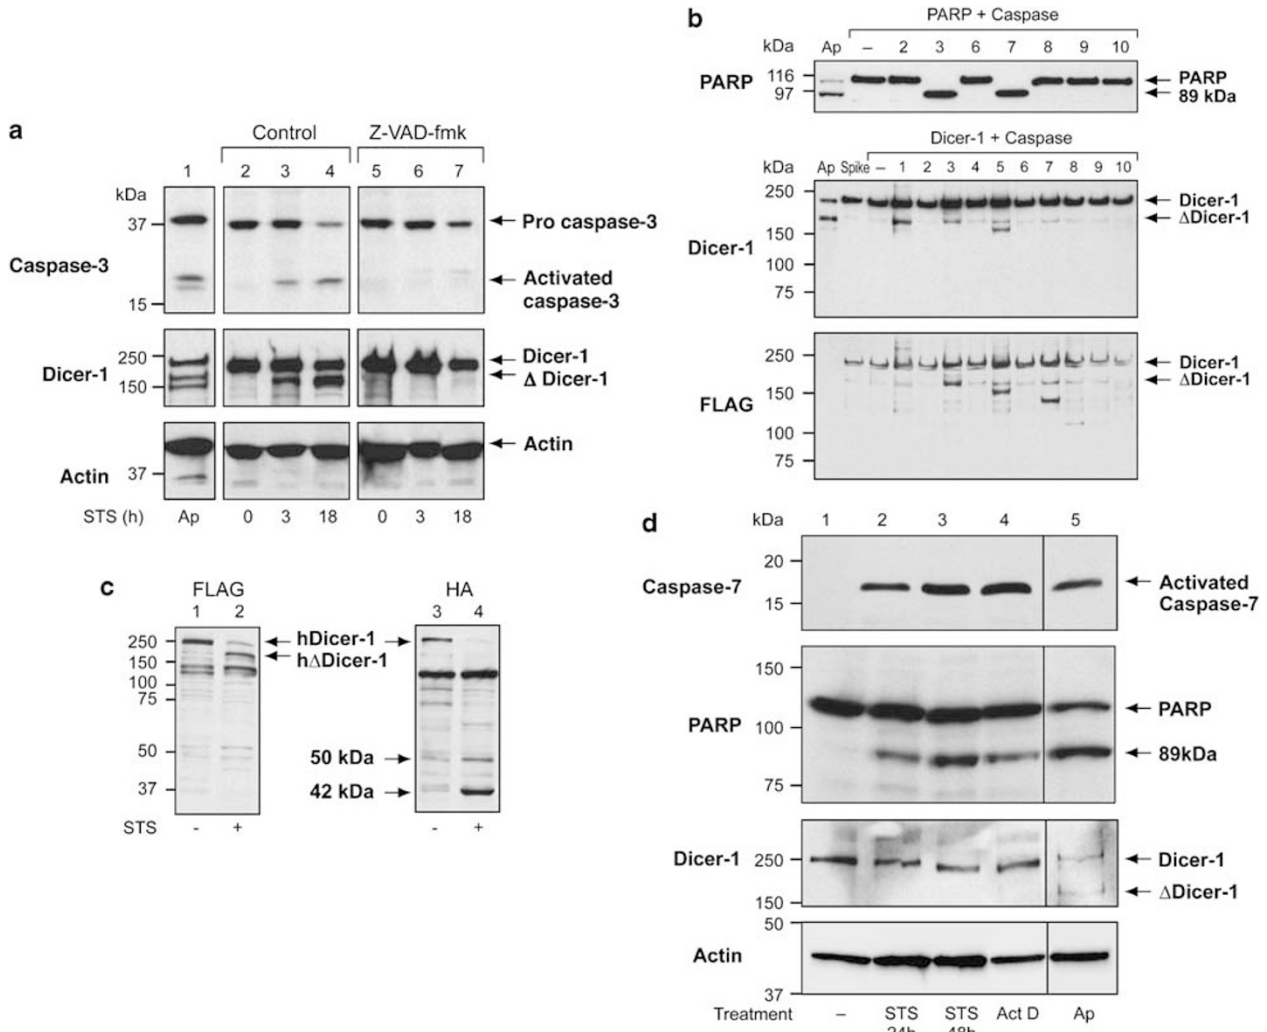 a
Control
Z-VAD-fmk
1 2 3 4 5 6 7
kDa
37
Pro caspase-3
Caspase-3
Activated
caspase-3
15
250
Dicer-1
Dicer-1
Δ Dicer-1
150
Actin
37
Actin
STS (h) Ap 0 3 18 0 3 18
b
PARP + Caspase
kDa Ap – 2 3 6 7 8 9 10
116
PARP
PARP
97
89 kDa
Dicer-1 + Caspase
kDa Ap Spike – 1 2 3 4 5 6 7 8 9 10
250
Dicer-1
ΔDicer-1
150
Dicer-1
100
75
250
Dicer-1
ΔDicer-1
150
FLAG
100
75
c
FLAG
HA
1 2
3 4
250
hDicer-1
150
hΔDicer-1
100
75
50
50 kDa
37
42 kDa
STS - +
- +
d
kDa 1 2 3 4 5
20
Caspase-7
Activated
Caspase-7
15
150
PARP
PARP
100
89kDa
75
Dicer-1
250
Dicer-1
ΔDicer-1
150
50
Actin
37
Treatment – STS STS Act D Ap
24h 48h